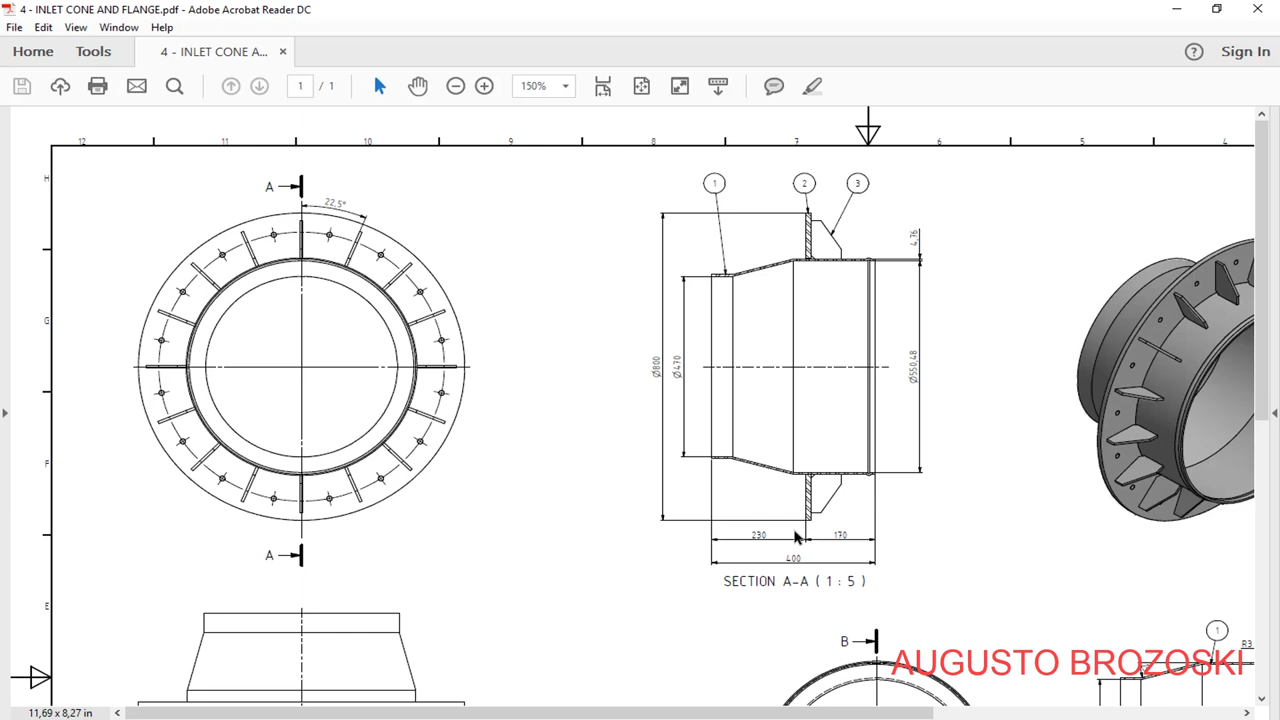 4 - INLET CONE AND FLANGE.pdf - Adobe Acrobat Reader DC
File Edit View Window Help
Home Tools 4 - INLET CONE A... × Sign In
1 / 1 150%
12 11 10 9 8 7 6 5 4
H
G
F
E
A
22.5°
A
1 2 3
4,76
Ø800
Ø470
Ø550,48
230 170
400
SECTION A-A ( 1 : 5 )
B
1
R3
AUGUSTO BROZOSKI
11,69 x 8,27 in